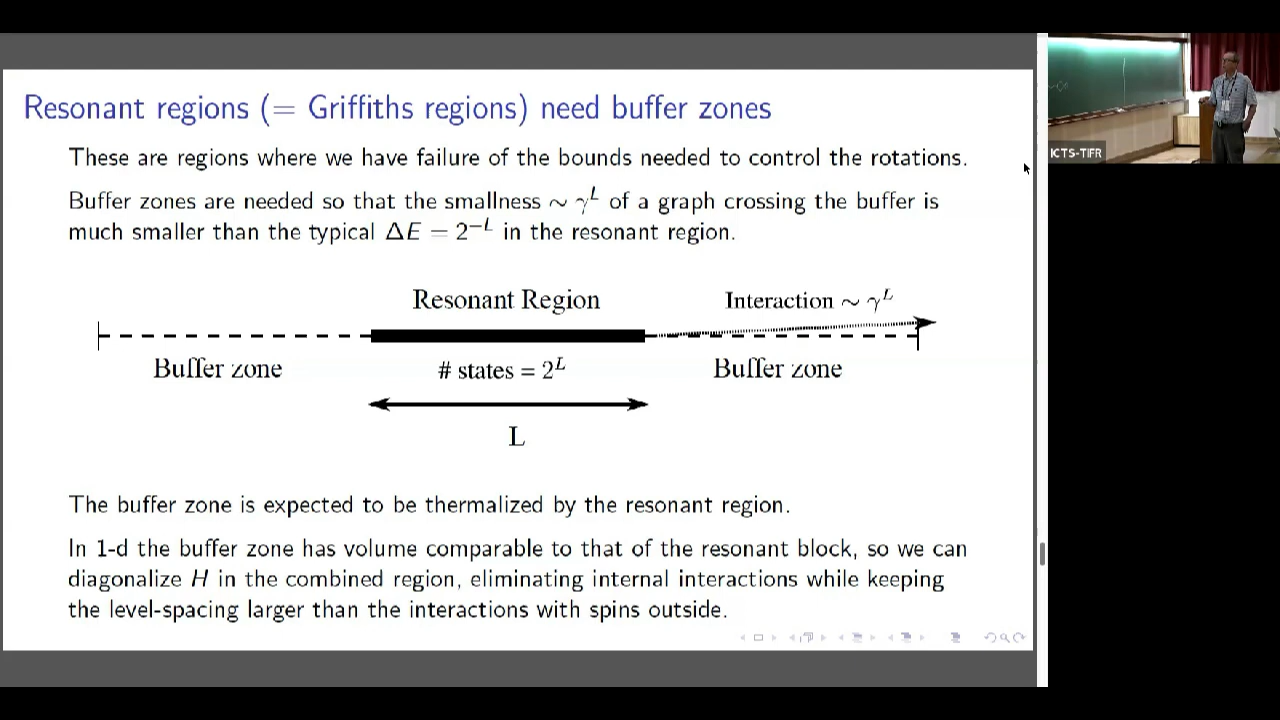 Resonant regions (= Griffiths regions) need buffer zones
These are regions where we have failure of the bounds needed to control the rotations.
Buffer zones are needed so that the smallness ∼ γ^L of a graph crossing the buffer is
much smaller than the typical ΔE = 2^{−L} in the resonant region.
Resonant Region
Interaction ∼ γ^L
Buffer zone
# states = 2^L
Buffer zone
L
The buffer zone is expected to be thermalized by the resonant region.
In 1-d the buffer zone has volume comparable to that of the resonant block, so we can
diagonalize H in the combined region, eliminating internal interactions while keeping
the level-spacing larger than the interactions with spins outside.
ICTS-TIFR